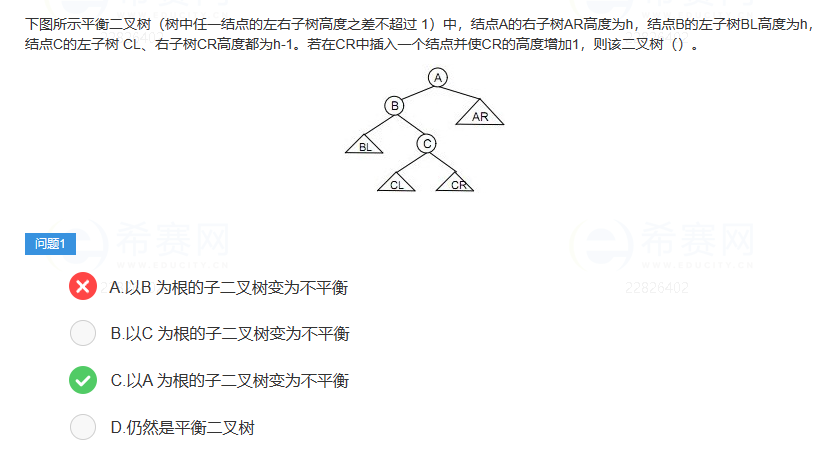 下图所示平衡二叉树（树中任一结点的左右子树高度之差不超过 1）中，结点A的右子树AR高度为h，结点B的左子树BL高度为h，
结点C的左子树 CL、右子树CR高度都为h-1。若在CR中插入一个结点并使CR的高度增加1，则该二叉树（）。
A
B
AR
BL
C
CL
CR
问题1
希赛网
希赛网
WWW.EDUCITY.CN
WWW.EDUCITY.CN
A.以B 为根的子二叉树变为不平衡
22826402
B.以C 为根的子二叉树变为不平衡
C.以A 为根的子二叉树变为不平衡
D.仍然是平衡二叉树